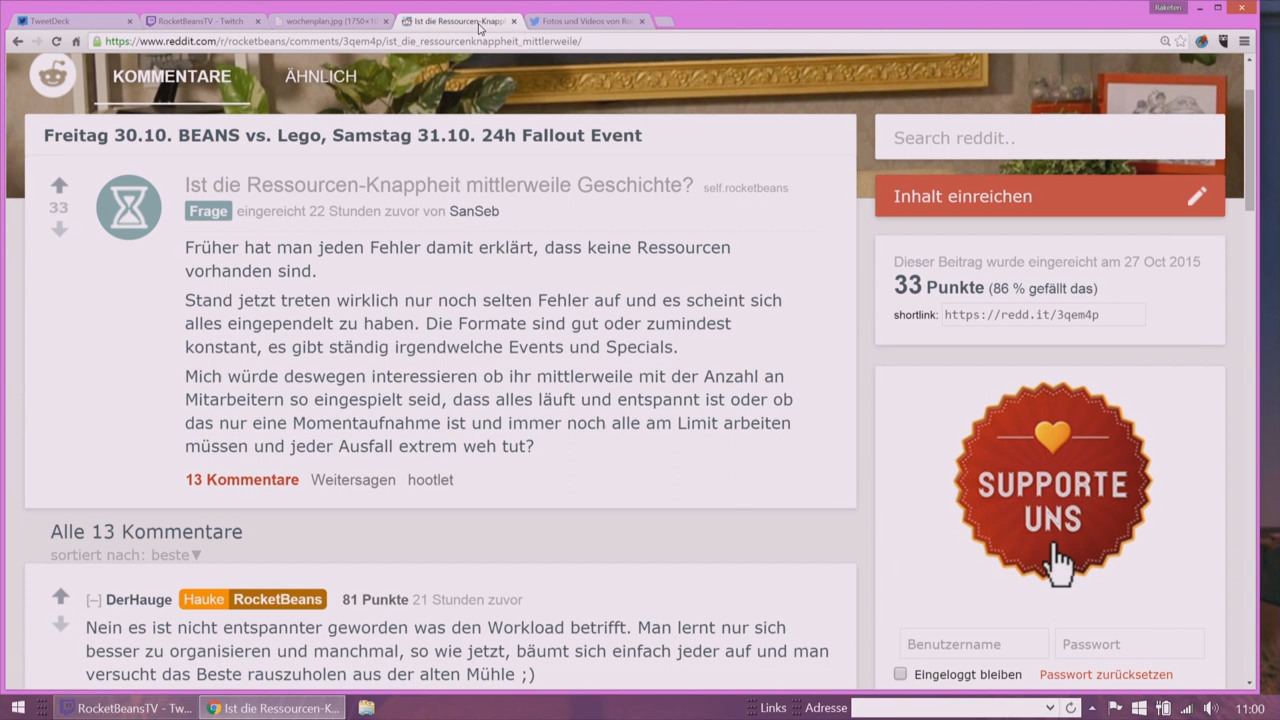 TweetDeck
RocketBeansTV - Twitch
wochenplan.jpg (1750×10
Ist die Ressourcen-Knappl
Fotos und Videos von Ro
Raketen
https://www.reddit.com/r/rocketbeans/comments/3qem4p/ist_die_ressourcenknappheit_mittlerweile/
KOMMENTARE
ÄHNLICH
Freitag 30.10. BEANS vs. Lego, Samstag 31.10. 24h Fallout Event
33
Ist die Ressourcen-Knappheit mittlerweile Geschichte? self.rocketbeans
Frage eingereicht 22 Stunden zuvor von SanSeb
Früher hat man jeden Fehler damit erklärt, dass keine Ressourcen
vorhanden sind.
Stand jetzt treten wirklich nur noch selten Fehler auf und es scheint sich
alles eingependelt zu haben. Die Formate sind gut oder zumindest
konstant, es gibt ständig irgendwelche Events und Specials.
Mich würde deswegen interessieren ob ihr mittlerweile mit der Anzahl an
Mitarbeitern so eingespielt seid, dass alles läuft und entspannt ist oder ob
das nur eine Momentaufnahme ist und immer noch alle am Limit arbeiten
müssen und jeder Ausfall extrem weh tut?
13 Kommentare Weitersagen hootlet
Alle 13 Kommentare
sortiert nach: beste▼
[–] DerHauge Hauke RocketBeans 81 Punkte 21 Stunden zuvor
Nein es ist nicht entspannter geworden was den Workload betrifft. Man lernt nur sich
besser zu organisieren und manchmal, so wie jetzt, bäumt sich einfach jeder auf und man
versucht das Beste rauszuholen aus der alten Mühle ;)
Search reddit..
Inhalt einreichen
Dieser Beitrag wurde eingereicht am 27 Oct 2015
33 Punkte (86 % gefällt das)
shortlink: https://redd.it/3qem4p
SUPPORTE
UNS
Benutzername
Passwort
Eingeloggt bleiben
Passwort zurücksetzen
RocketBeansTV - Tw...
Ist die Ressourcen-K...
Links
Adresse
11:00